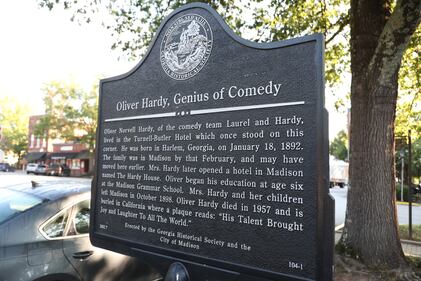 Oliver Hardy, Genius of Comedy
Oliver Norvell Hardy, of the comedy team Laurel and Hardy,
lived in the Turnell-Butler Hotel which once stood on this
corner. He was born in Harlem, Georgia, on January 18, 1892.
The family was in Madison by that February, and may have
moved here earlier. Mrs. Hardy later opened a hotel in Madison
named The Hardy House. Oliver began his education at age six
at the Madison Grammar School. Mrs. Hardy and her children
left Madison in October 1898. Oliver Hardy died in 1957 and is
buried in California where a plaque reads: "His Talent Brought
Joy and Laughter To All The World."
Erected by the Georgia Historical Society and the
City of Madison
104-1